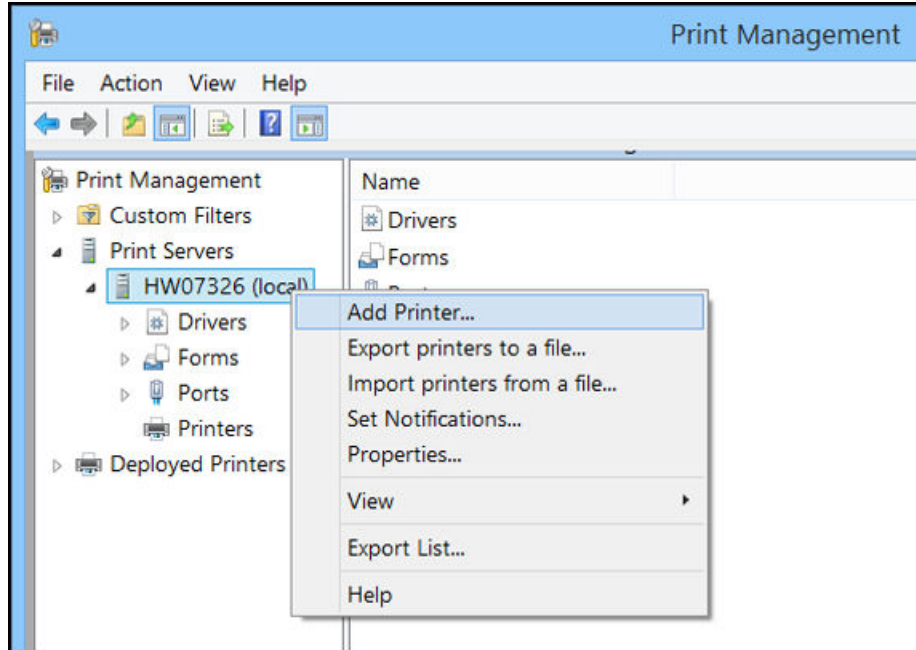 Print Management
File Action View Help
Print Management
Custom Filters
Print Servers
HW07326 (local)
Drivers
Forms
Ports
Printers
Deployed Printers
Name
Drivers
Forms
Add Printer...
Export printers to a file...
Import printers from a file...
Set Notifications...
Properties...
View
Export List...
Help